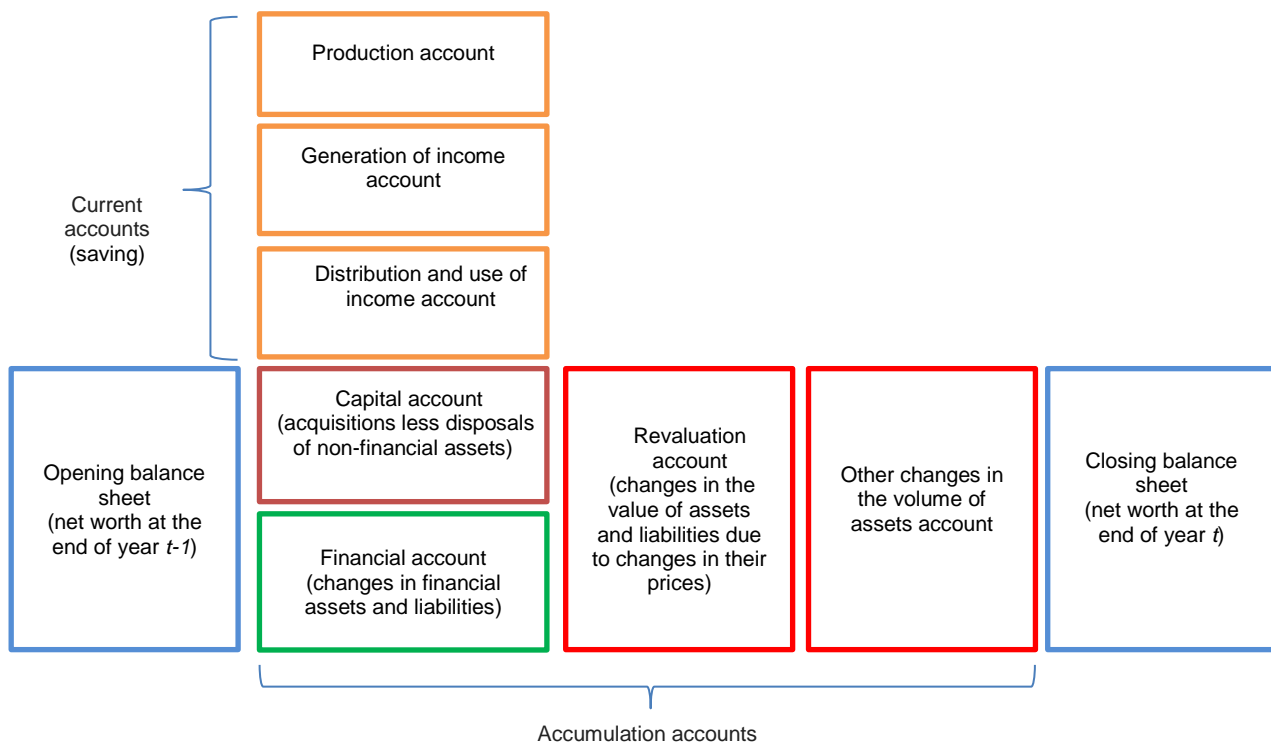 Production account
Generation of income
account
Current
accounts
(saving)
Distribution and use of
income account
Opening balance
sheet
(net worth at the
end of year t-1)
Capital account
(acquisitions less disposals
of non-financial assets)
Financial account
(changes in financial
assets and liabilities)
Revaluation
account
(changes in the
value of assets
and liabilities due
to changes in their
prices)
Other changes in
the volume of
assets account
Closing balance
sheet
(net worth at the
end of year t)
Accumulation accounts